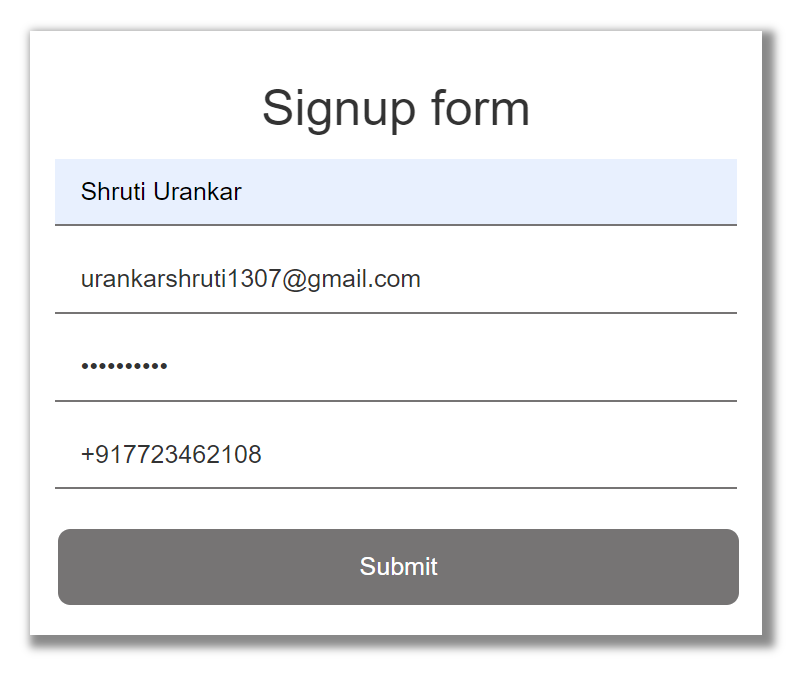 Signup form
Shruti Urankar
urankarshruti1307@gmail.com
••••••••••
+917723462108
Submit